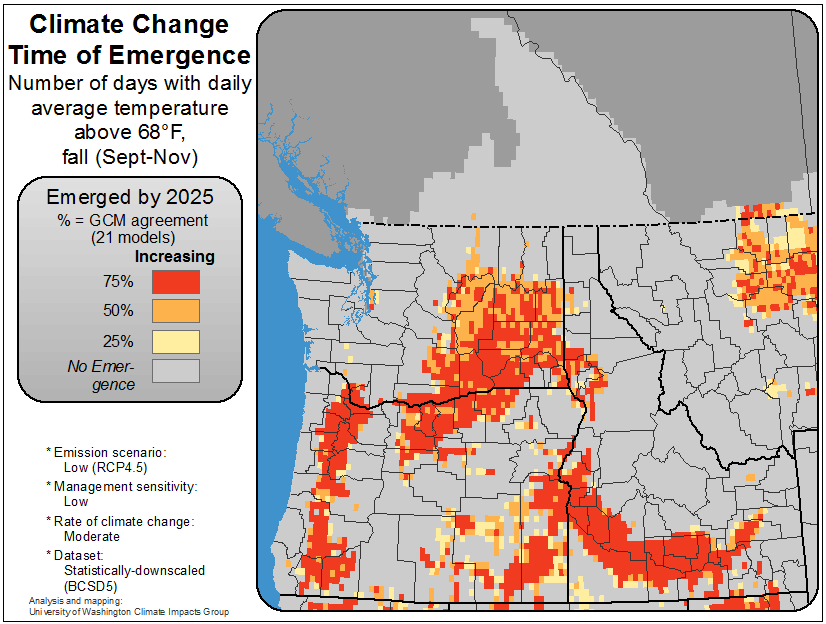 Climate Change
Time of Emergence
Number of days with daily
average temperature
above 68°F,
fall (Sept-Nov)
Emerged by 2025
% = GCM agreement
(21 models)
Increasing
75%
50%
25%
No Emer-
gence
* Emission scenario:
Low (RCP4.5)
* Management sensitivity:
Low
* Rate of climate change:
Moderate
* Dataset:
Statistically-downscaled
(BCSD5)
Analysis and mapping:
University of Washington Climate Impacts Group